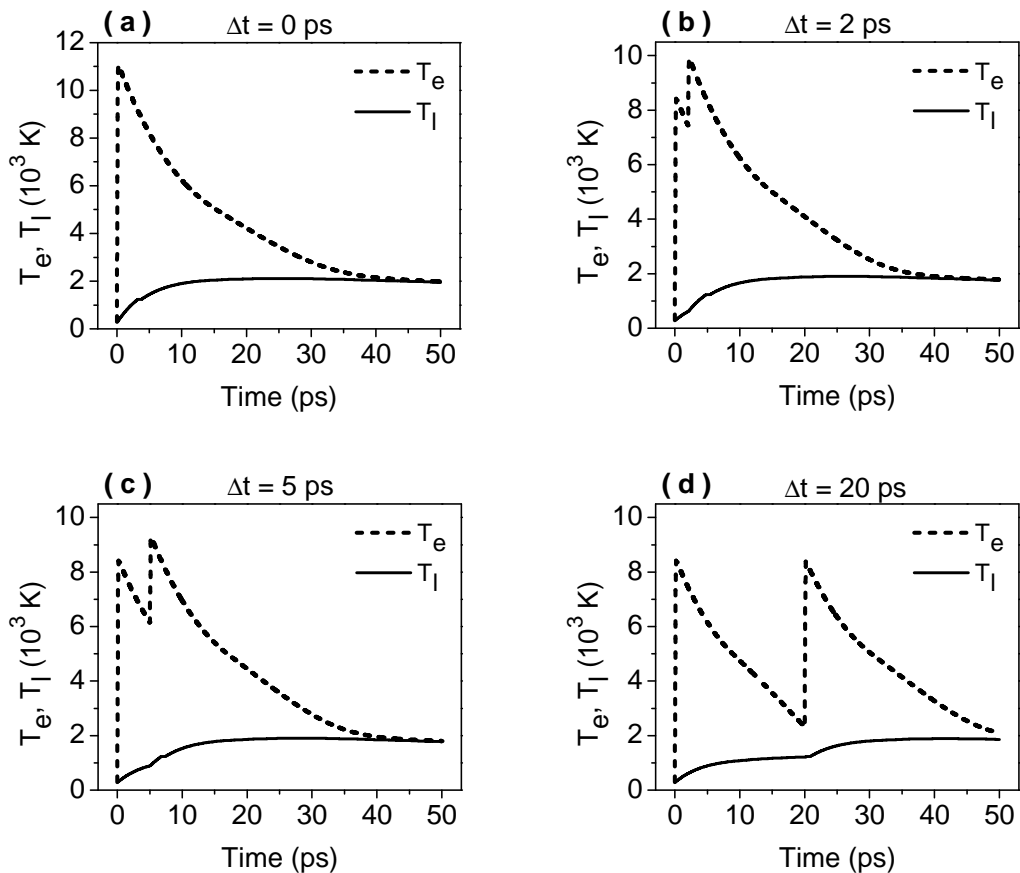 ( a )
Δt = 0 ps
T_e, T_l (10^3 K)
12
10
8
6
4
2
0
T_e
T_l
0 10 20 30 40 50
Time (ps)
( b )
Δt = 2 ps
T_e, T_l (10^3 K)
10
8
6
4
2
0
T_e
T_l
0 10 20 30 40 50
Time (ps)
( c )
Δt = 5 ps
T_e, T_l (10^3 K)
10
8
6
4
2
0
T_e
T_l
0 10 20 30 40 50
Time (ps)
( d )
Δt = 20 ps
T_e, T_l (10^3 K)
10
8
6
4
2
0
T_e
T_l
0 10 20 30 40 50
Time (ps)